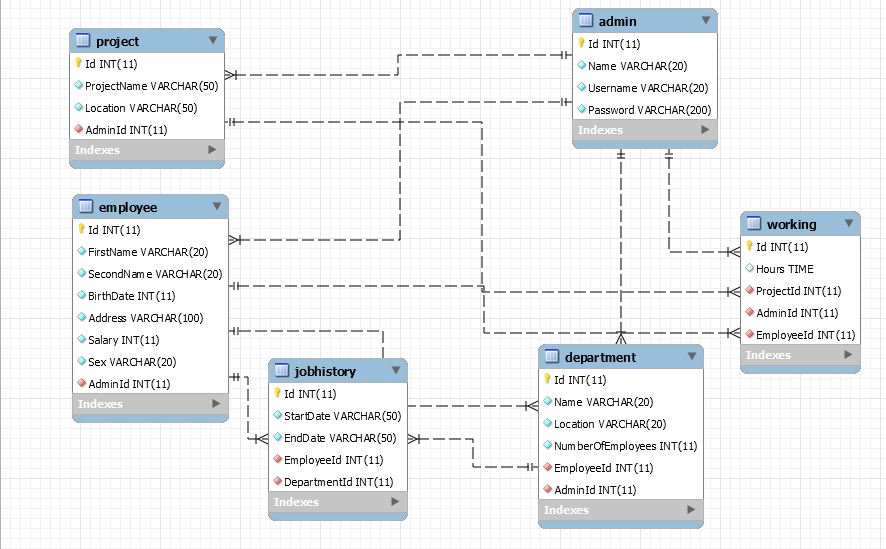 project
Id INT(11)
ProjectName VARCHAR(50)
Location VARCHAR(50)
AdminId INT(11)
Indexes
admin
Id INT(11)
Name VARCHAR(20)
Username VARCHAR(20)
Password VARCHAR(200)
Indexes
employee
Id INT(11)
FirstName VARCHAR(20)
SecondName VARCHAR(20)
BirthDate INT(11)
Address VARCHAR(100)
Salary INT(11)
Sex VARCHAR(20)
AdminId INT(11)
Indexes
working
Id INT(11)
Hours TIME
ProjectId INT(11)
AdminId INT(11)
EmployeeId INT(11)
Indexes
jobhistory
Id INT(11)
StartDate VARCHAR(50)
EndDate VARCHAR(50)
EmployeeId INT(11)
DepartmentId INT(11)
Indexes
department
Id INT(11)
Name VARCHAR(20)
Location VARCHAR(20)
NumberOfEmployees INT(11)
EmployeeId INT(11)
AdminId INT(11)
Indexes